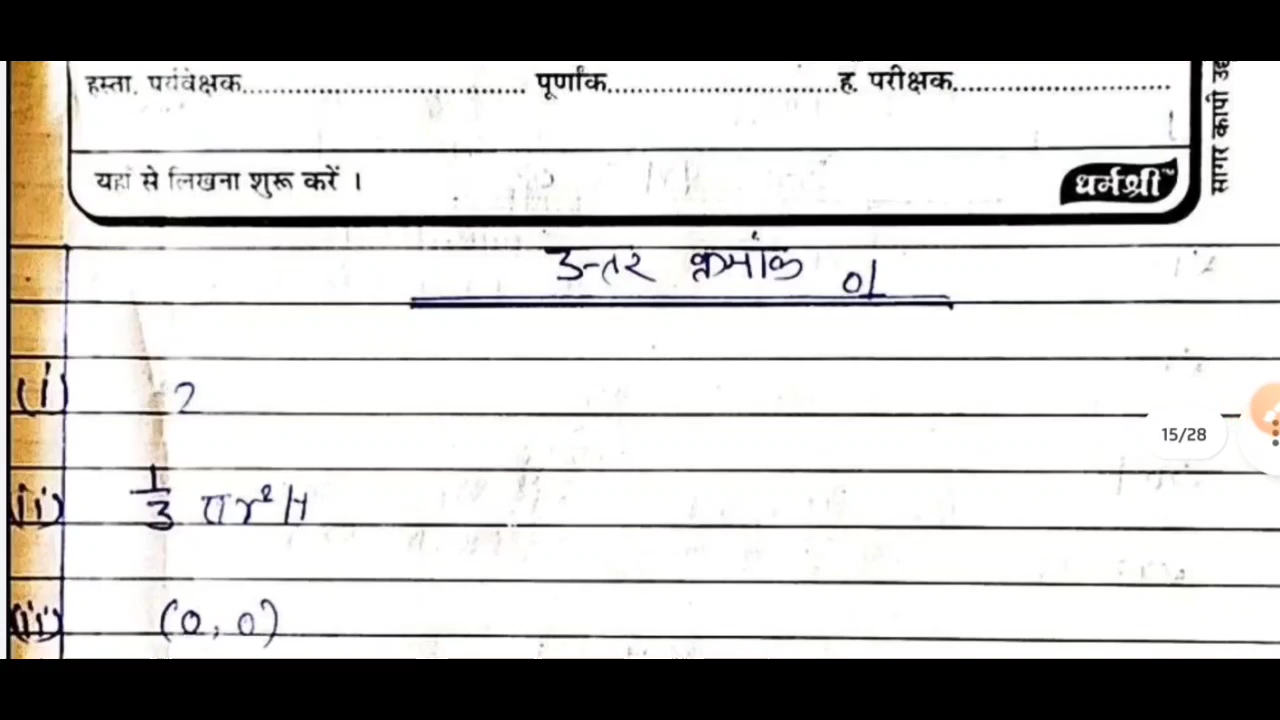 हस्ता. पर्यवेक्षक.................................... पूर्णांक................................ह. परीक्षक..................................
यहाँ से लिखना शुरू करें ।
धर्मश्री
सागर कापी
उत्तर क्रमांक 01
(i) 2
15/28
(ii) 1/3 πr²H
(iii) (0, 0)